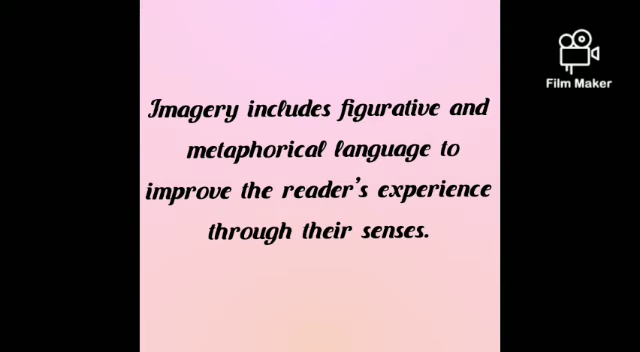 Imagery includes figurative and
metaphorical language to
improve the reader's experience
through their senses.
Film Maker